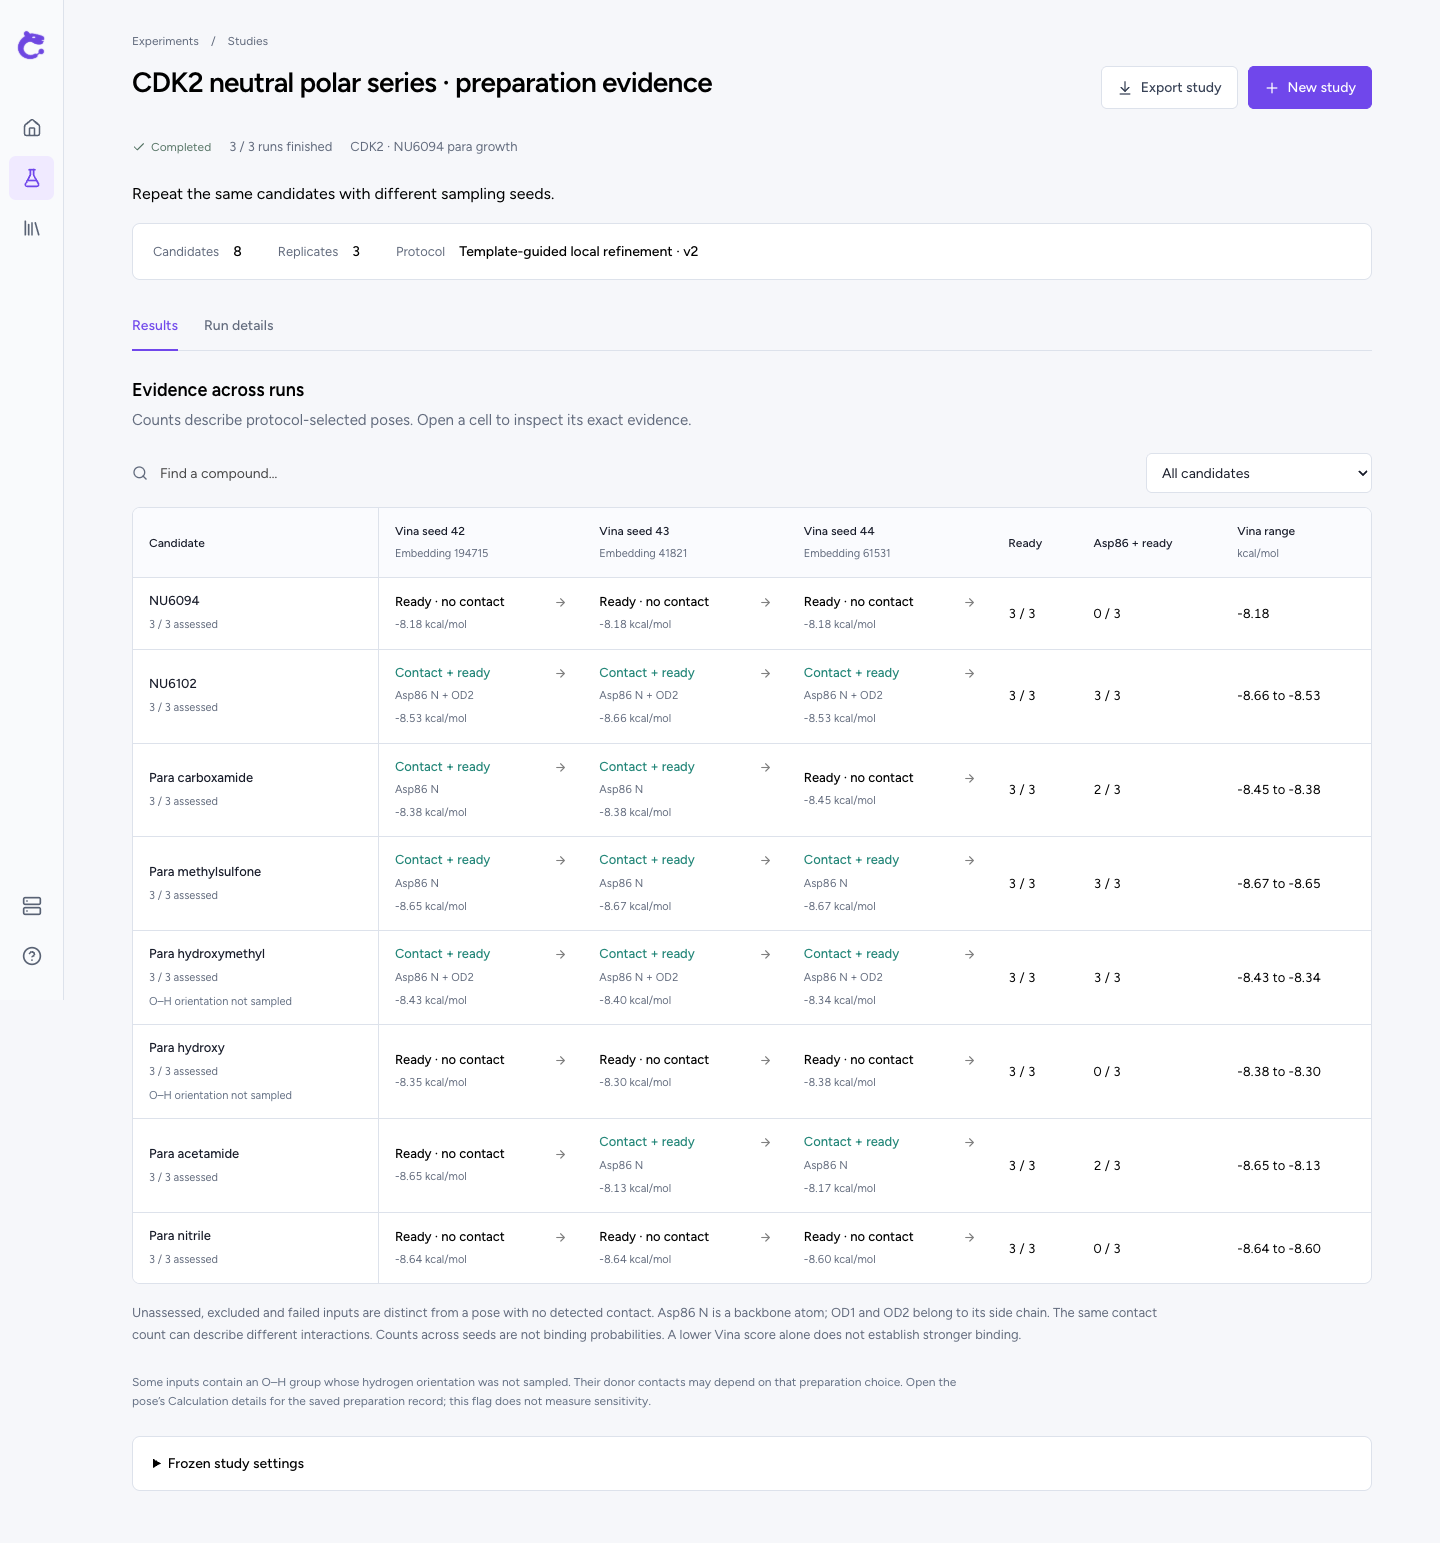 Experiments / Studies
CDK2 neutral polar series · preparation evidence
Export study
New study
Completed 3 / 3 runs finished CDK2 · NU6094 para growth
Repeat the same candidates with different sampling seeds.
Candidates 8 Replicates 3 Protocol Template-guided local refinement · v2
Results Run details
Evidence across runs
Counts describe protocol-selected poses. Open a cell to inspect its exact evidence.
Find a compound...
All candidates
Candidate
Vina seed 42
Embedding 194715
Vina seed 43
Embedding 41821
Vina seed 44
Embedding 61531
Ready
Asp86 + ready
Vina range
kcal/mol
NU6094
3 / 3 assessed
Ready · no contact
-8.18 kcal/mol
Ready · no contact
-8.18 kcal/mol
Ready · no contact
-8.18 kcal/mol
3 / 3
0 / 3
-8.18
NU6102
3 / 3 assessed
Contact + ready
Asp86 N + OD2
-8.53 kcal/mol
Contact + ready
Asp86 N + OD2
-8.66 kcal/mol
Contact + ready
Asp86 N + OD2
-8.53 kcal/mol
3 / 3
3 / 3
-8.66 to -8.53
Para carboxamide
3 / 3 assessed
Contact + ready
Asp86 N
-8.38 kcal/mol
Contact + ready
Asp86 N
-8.38 kcal/mol
Ready · no contact
-8.45 kcal/mol
3 / 3
2 / 3
-8.45 to -8.38
Para methylsulfone
3 / 3 assessed
Contact + ready
Asp86 N
-8.65 kcal/mol
Contact + ready
Asp86 N
-8.67 kcal/mol
Contact + ready
Asp86 N
-8.67 kcal/mol
3 / 3
3 / 3
-8.67 to -8.65
Para hydroxymethyl
3 / 3 assessed
O–H orientation not sampled
Contact + ready
Asp86 N + OD2
-8.43 kcal/mol
Contact + ready
Asp86 N + OD2
-8.40 kcal/mol
Contact + ready
Asp86 N + OD2
-8.34 kcal/mol
3 / 3
3 / 3
-8.43 to -8.34
Para hydroxy
3 / 3 assessed
O–H orientation not sampled
Ready · no contact
-8.35 kcal/mol
Ready · no contact
-8.30 kcal/mol
Ready · no contact
-8.38 kcal/mol
3 / 3
0 / 3
-8.38 to -8.30
Para acetamide
3 / 3 assessed
Ready · no contact
-8.65 kcal/mol
Contact + ready
Asp86 N
-8.13 kcal/mol
Contact + ready
Asp86 N
-8.17 kcal/mol
3 / 3
2 / 3
-8.65 to -8.13
Para nitrile
3 / 3 assessed
Ready · no contact
-8.64 kcal/mol
Ready · no contact
-8.64 kcal/mol
Ready · no contact
-8.60 kcal/mol
3 / 3
0 / 3
-8.64 to -8.60
Unassessed, excluded and failed inputs are distinct from a pose with no detected contact. Asp86 N is a backbone atom; OD1 and OD2 belong to its side chain. The same contact
count can describe different interactions. Counts across seeds are not binding probabilities. A lower Vina score alone does not establish stronger binding.
Some inputs contain an O–H group whose hydrogen orientation was not sampled. Their donor contacts may depend on that preparation choice. Open the
pose's Calculation details for the saved preparation record; this flag does not measure sensitivity.
Frozen study settings